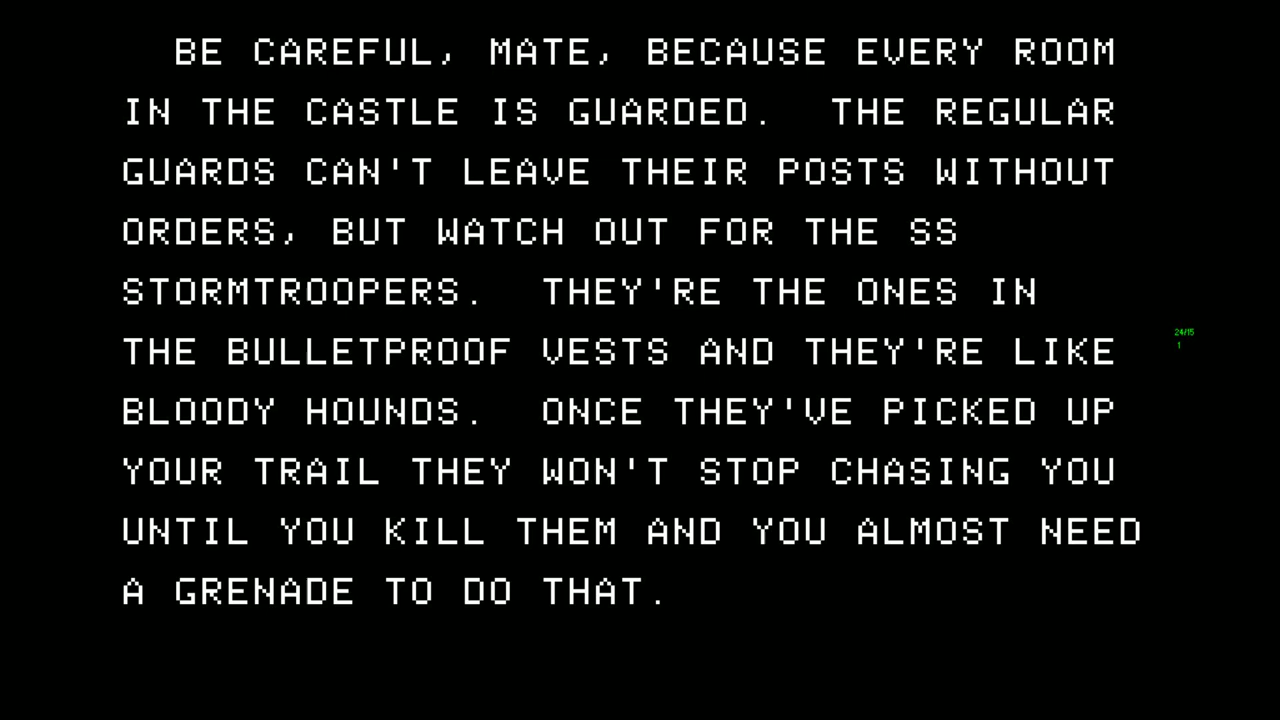 BE CAREFUL, MATE, BECAUSE EVERY ROOM
IN THE CASTLE IS GUARDED.  THE REGULAR
GUARDS CAN'T LEAVE THEIR POSTS WITHOUT
ORDERS, BUT WATCH OUT FOR THE SS
STORMTROOPERS.  THEY'RE THE ONES IN
THE BULLETPROOF VESTS AND THEY'RE LIKE
BLOODY HOUNDS.  ONCE THEY'VE PICKED UP
YOUR TRAIL THEY WON'T STOP CHASING YOU
UNTIL YOU KILL THEM AND YOU ALMOST NEED
A GRENADE TO DO THAT.
24/15
1